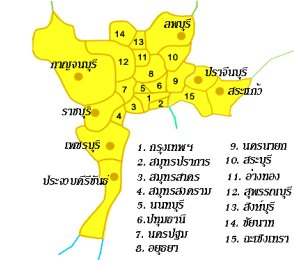 ลพบุรี
14
13
กาญจนบุรี
12
11
10
ปราจีนบุรี
8
9
สระแก้ว
7
6
5
1
15
ราชบุรี
4
3
2
เพชรบุรี
ประจวบคีรีขันธ์
1. กรุงเทพฯ
2. สมุทรปราการ
3. สมุทรสาคร
4. สมุทรสงคราม
5. นนทบุรี
6. ปทุมธานี
7. นครปฐม
8. อยุธยา
9. นครนายก
10. สระบุรี
11. อ่างทอง
12. สุพรรณบุรี
13. สิงห์บุรี
14. ชัยนาท
15. ฉะเชิงเทรา